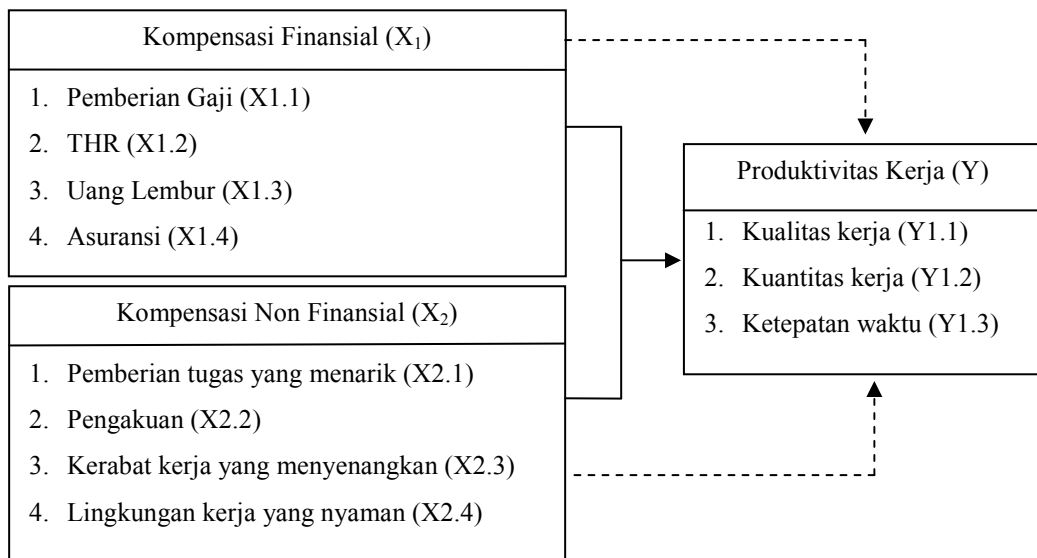 Kompensasi Finansial (X₁)
1. Pemberian Gaji (X1.1)
2. THR (X1.2)
3. Uang Lembur (X1.3)
4. Asuransi (X1.4)
Kompensasi Non Finansial (X₂)
1. Pemberian tugas yang menarik (X2.1)
2. Pengakuan (X2.2)
3. Kerabat kerja yang menyenangkan (X2.3)
4. Lingkungan kerja yang nyaman (X2.4)
Produktivitas Kerja (Y)
1. Kualitas kerja (Y1.1)
2. Kuantitas kerja (Y1.2)
3. Ketepatan waktu (Y1.3)